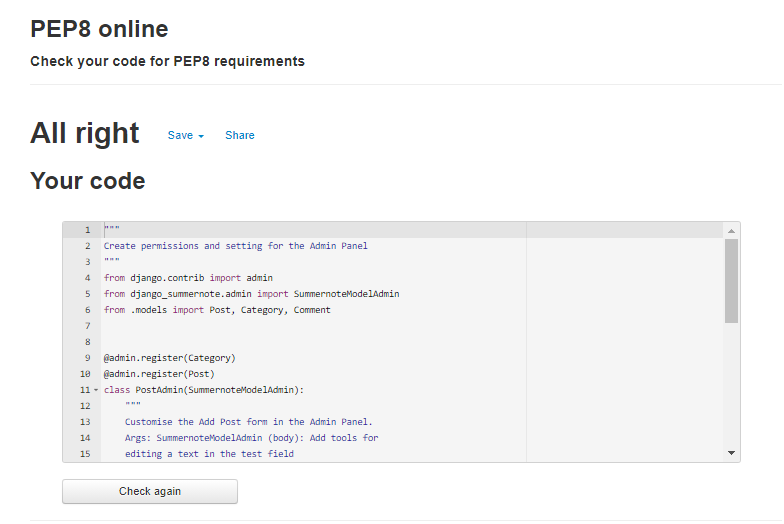 PEP8 online
Check your code for PEP8 requirements
All right Save Share
Your code
1 """
2 Create permissions and setting for the Admin Panel
3 """
4 from django.contrib import admin
5 from django_summernote.admin import SummernoteModelAdmin
6 from .models import Post, Category, Comment
7
8
9 @admin.register(Category)
10 @admin.register(Post)
11 class PostAdmin(SummernoteModelAdmin):
12 """
13 Customise the Add Post form in the Admin Panel.
14 Args: SummernoteModelAdmin (body): Add tools for
15 editing a text in the test field
Check again